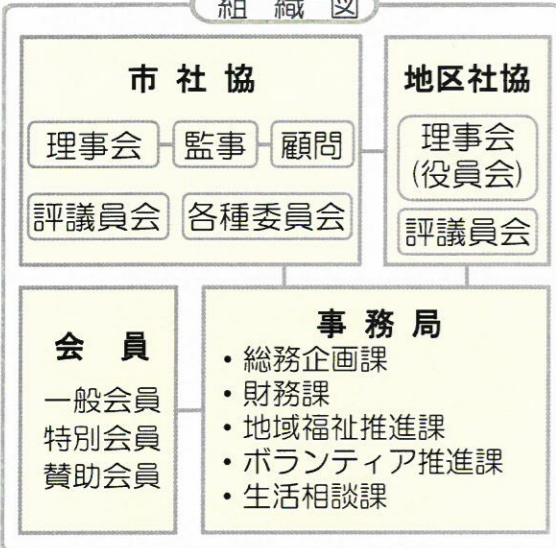 組織図
市社協
理事会 監事 顧問
評議員会 各種委員会
地区社協
理事会
(役員会)
評議員会
会員
一般会員
特別会員
賛助会員
事務局
・総務企画課
・財務課
・地域福祉推進課
・ボランティア推進課
・生活相談課